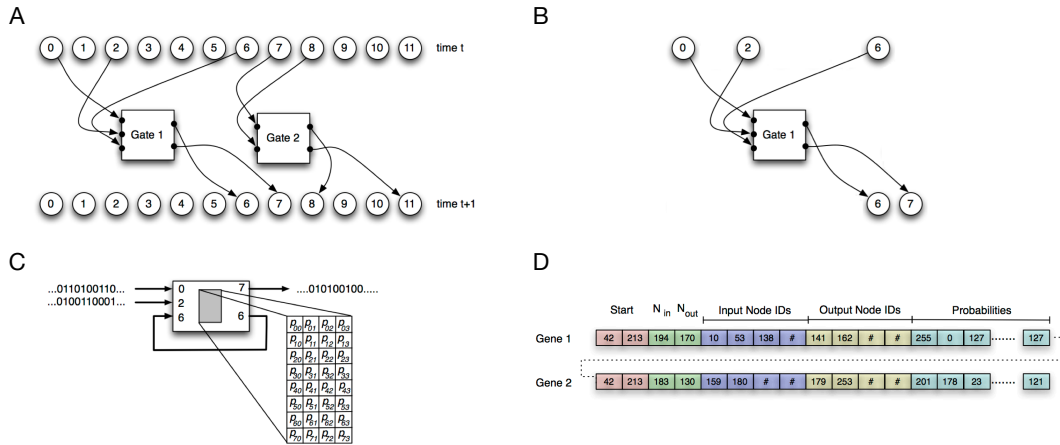 A
0 1 2 3 4 5 6 7 8 9 10 11 time t
Gate 1
Gate 2
0 1 2 3 4 5 6 7 8 9 10 11 time t+1
B
0 2 6
Gate 1
6 7
C
...0110100110...
...0100110001...
0 7
2
6 6
....010100100.....
p00 p01 p02 p03
p10 p11 p12 p13
p20 p21 p22 p23
p30 p31 p32 p33
p40 p41 p42 p43
p50 p51 p52 p53
p60 p61 p62 p63
p70 p71 p72 p73
D
Start N in N out Input Node IDs Output Node IDs Probabilities
Gene 1 42 213 194 170 10 53 138 # 141 162 # # 255 0 127 ...... 127
Gene 2 42 213 183 130 159 180 # # 179 253 # # 201 178 23 ...... 121